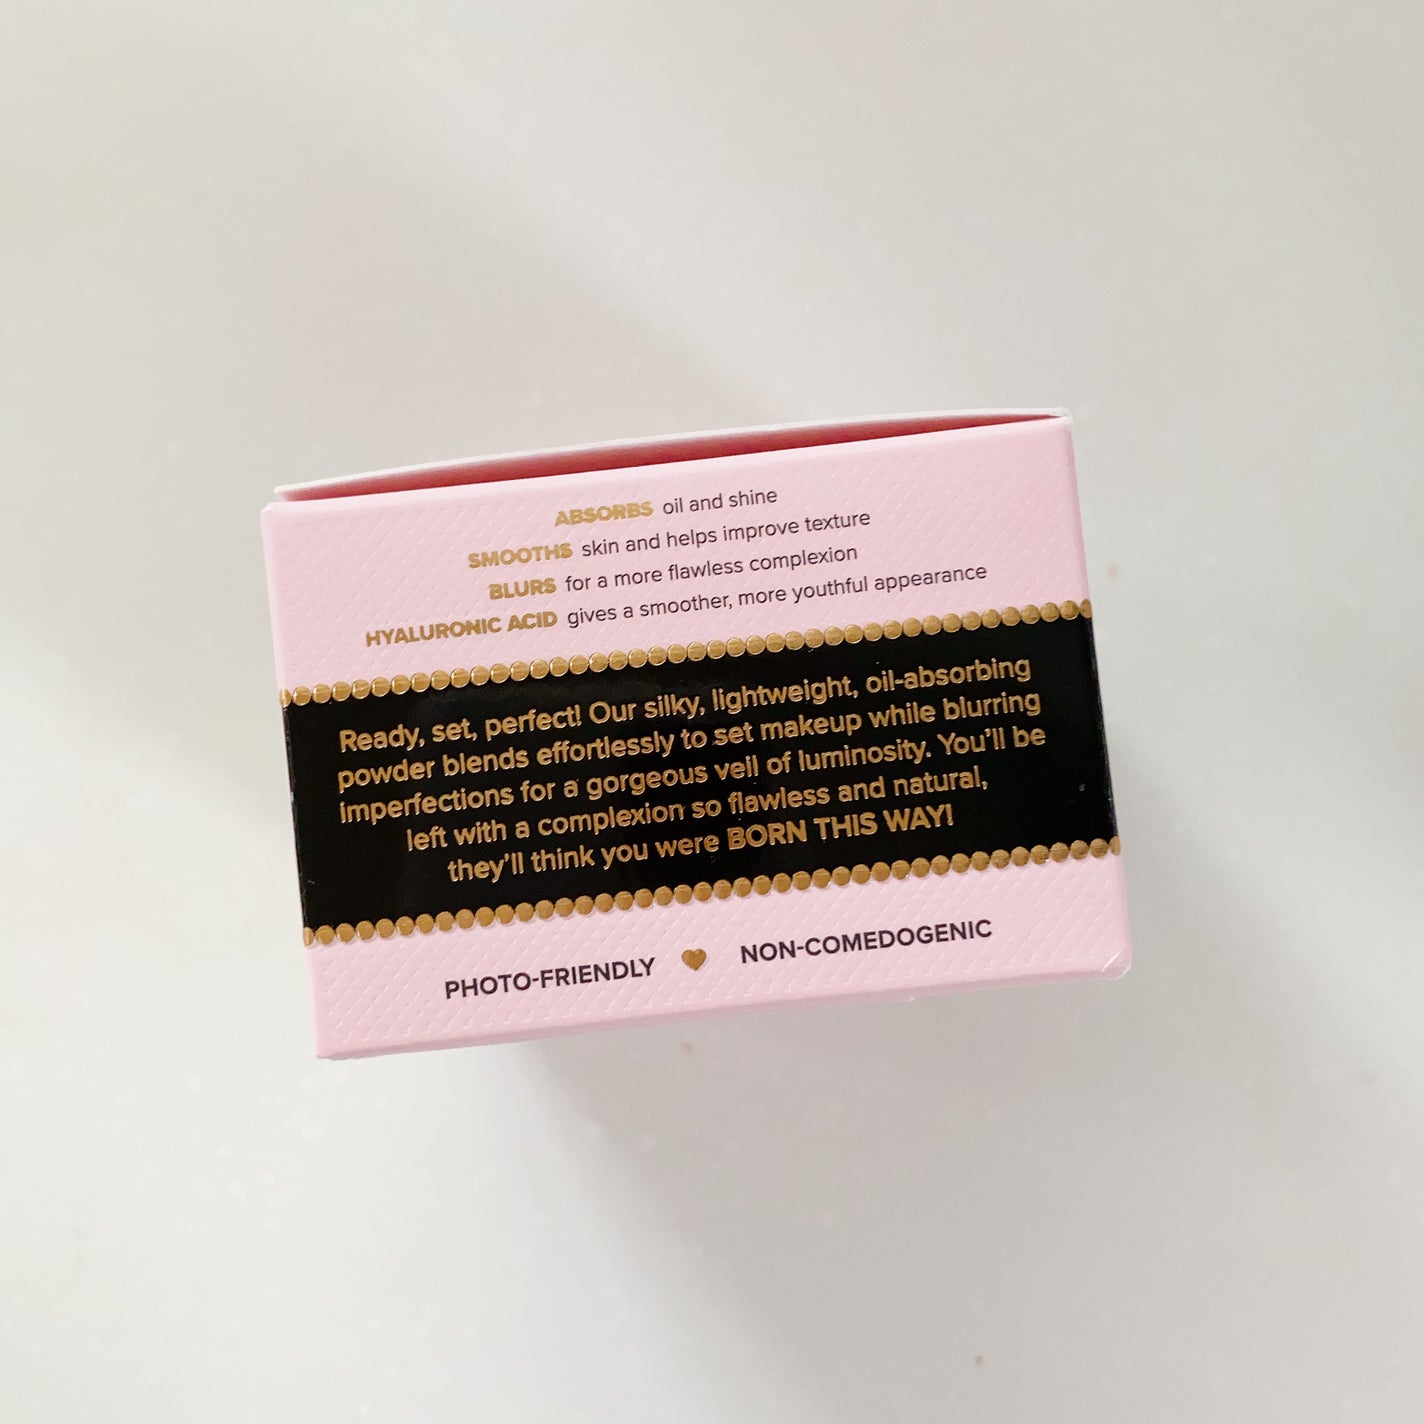 ABSORBS oil and shine
SMOOTHS skin and helps improve texture
BLURS for a more flawless complexion
HYALURONIC ACID gives a smoother, more youthful appearance
Ready, set, perfect! Our silky, lightweight, oil-absorbing
powder blends effortlessly to set makeup while blurring
imperfections for a gorgeous veil of luminosity. You'll be
left with a complexion so flawless and natural,
they'll think you were BORN THIS WAY!
PHOTO-FRIENDLY NON-COMEDOGENIC